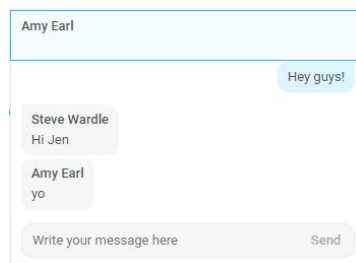 Amy Earl
Hey guys!
Steve Wardle
Hi Jen
Amy Earl
yo
Write your message here
Send